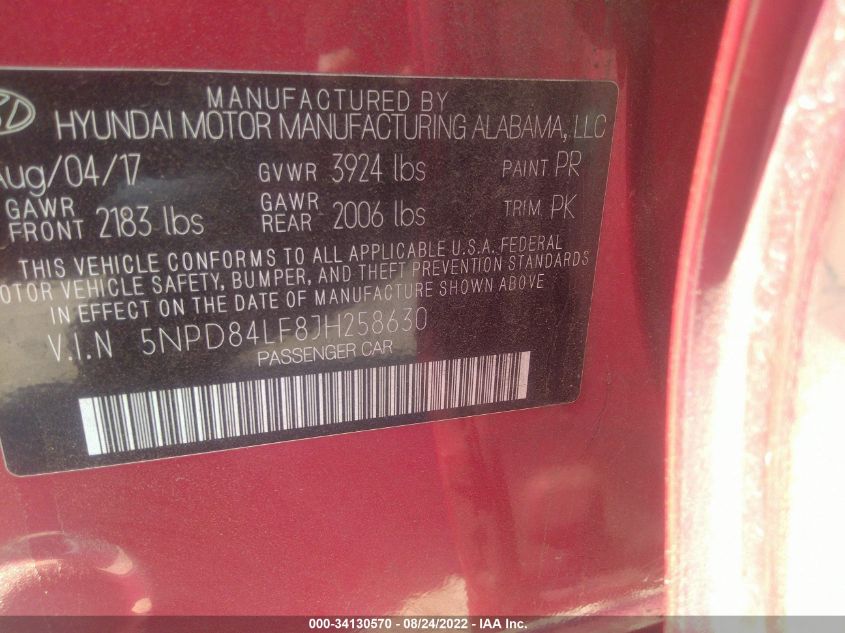 MANUFACTURED BY
HYUNDAI MOTOR MANUFACTURING ALABAMA, LLC
Aug/04/17 GVWR 3924 lbs PAINT PR
GAWR FRONT 2183 lbs GAWR REAR 2006 lbs TRIM PK
THIS VEHICLE CONFORMS TO ALL APPLICABLE U.S.A. FEDERAL
MOTOR VEHICLE SAFETY, BUMPER, AND THEFT PREVENTION STANDARDS
IN EFFECT ON THE DATE OF MANUFACTURE SHOWN ABOVE
V.I.N 5NPD84LF8JH258630
PASSENGER CAR
000-34130570 - 08/24/2022 - IAA Inc.